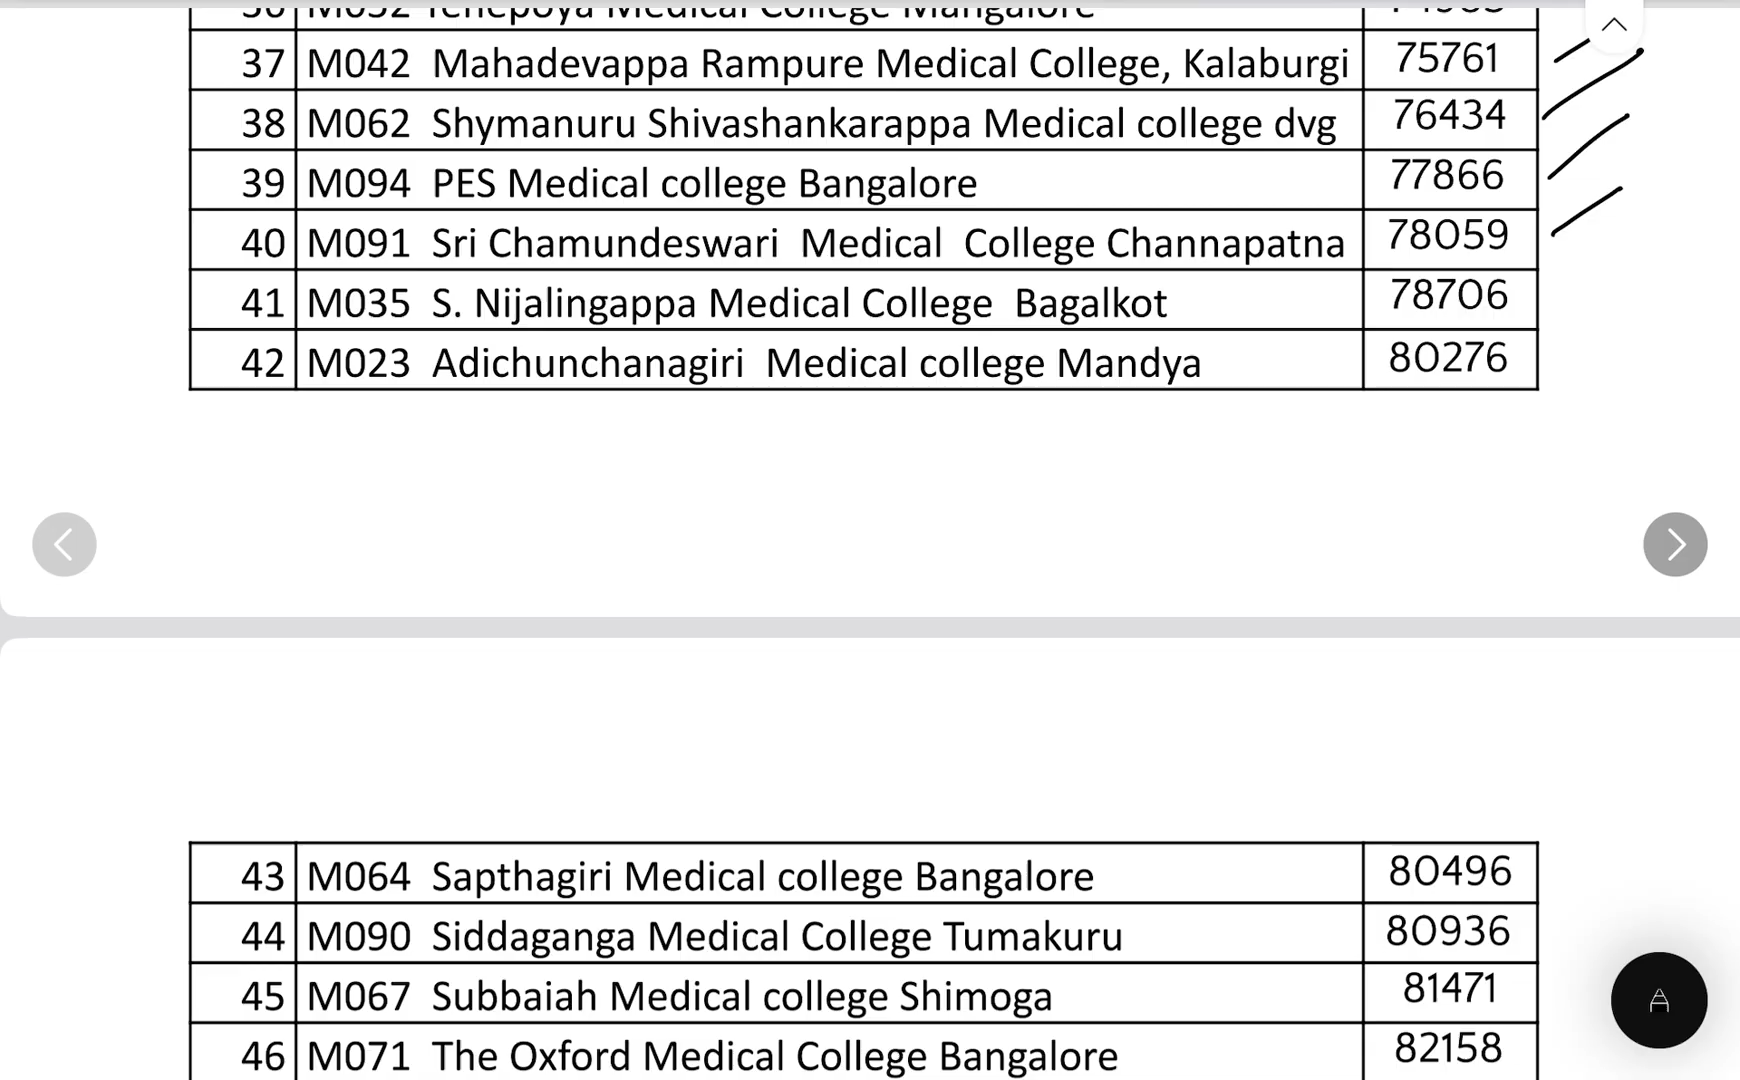 37 M042 Mahadevappa Rampure Medical College, Kalaburgi 75761
38 M062 Shymanuru Shivashankarappa Medical college dvg 76434
39 M094 PES Medical college Bangalore 77866
40 M091 Sri Chamundeswari Medical College Channapatna 78059
41 M035 S. Nijalingappa Medical College Bagalkot 78706
42 M023 Adichunchanagiri Medical college Mandya 80276
43 M064 Sapthagiri Medical college Bangalore 80496
44 M090 Siddaganga Medical College Tumakuru 80936
45 M067 Subbaiah Medical college Shimoga 81471
46 M071 The Oxford Medical College Bangalore 82158